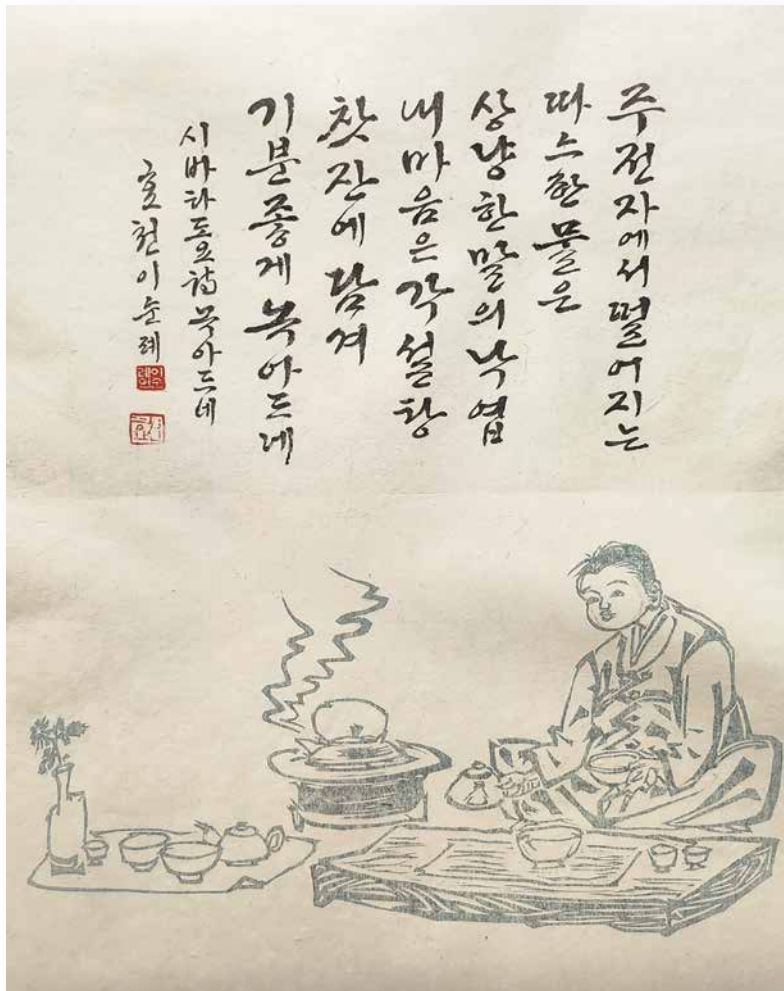 주전자에서 떨어지는
따스한 물은
상냥한 말의 낙엽
내 마음은 각설탕
찻잔에 담겨
기분 좋게 녹아드네
시바타도요 詩 녹아드네
효천 이순례